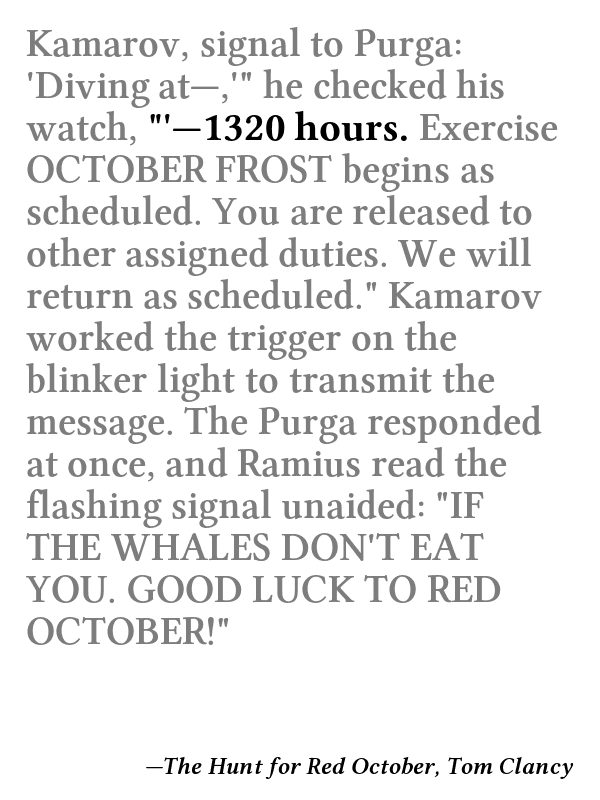 Kamarov, signal to Purga:
'Diving at—,'" he checked his
watch, "'—1320 hours. Exercise
OCTOBER FROST begins as
scheduled. You are released to
other assigned duties. We will
return as scheduled." Kamarov
worked the trigger on the
blinker light to transmit the
message. The Purga responded
at once, and Ramius read the
flashing signal unaided: "IF
THE WHALES DON'T EAT
YOU. GOOD LUCK TO RED
OCTOBER!"
—The Hunt for Red October, Tom Clancy